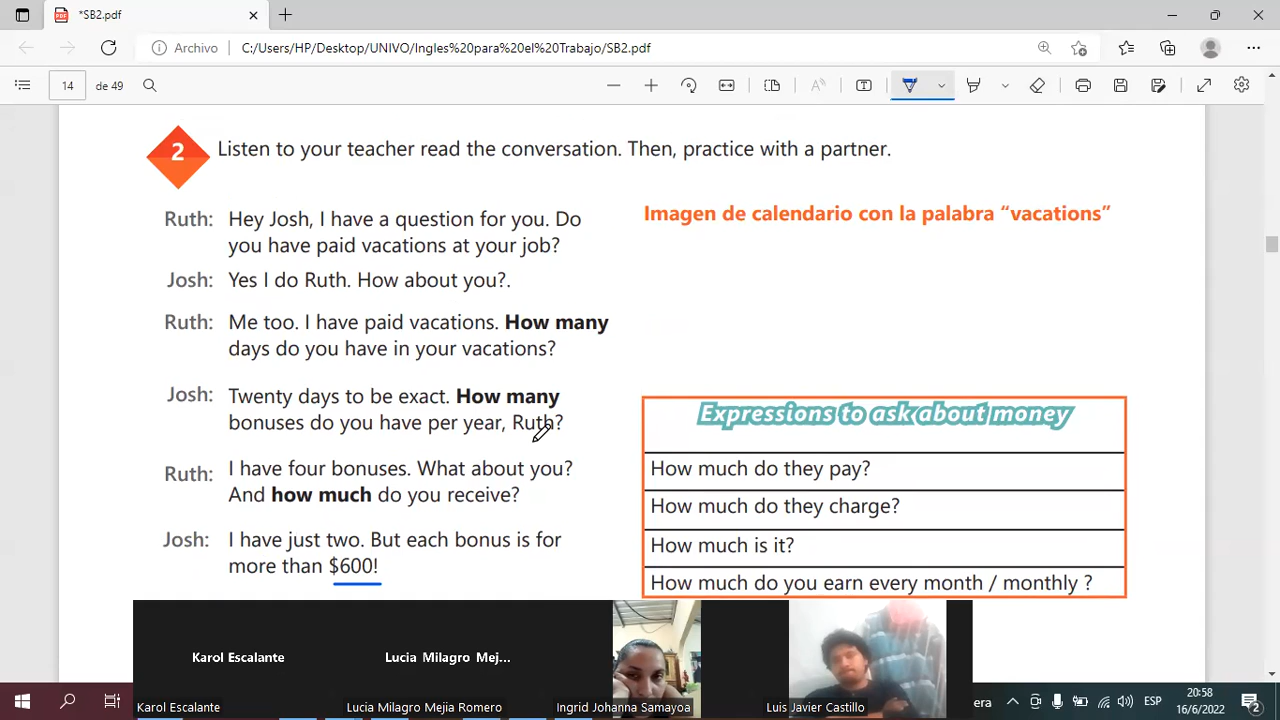 *SB2.pdf
Archivo
C:/Users/HP/Desktop/UNIVO/Ingles%20para%20el%20Trabajo/SB2.pdf
14 de 49
2 Listen to your teacher read the conversation. Then, practice with a partner.
Imagen de calendario con la palabra “vacations”
Ruth: Hey Josh, I have a question for you. Do
you have paid vacations at your job?
Josh: Yes I do Ruth. How about you?.
Ruth: Me too. I have paid vacations. How many
days do you have in your vacations?
Josh: Twenty days to be exact. How many
bonuses do you have per year, Ruth?
Ruth: I have four bonuses. What about you?
And how much do you receive?
Josh: I have just two. But each bonus is for
more than $600!
Expressions to ask about money
How much do they pay?
How much do they charge?
How much is it?
How much do you earn every month / monthly ?
Karol Escalante
Lucia Milagro Mej...
Karol Escalante
Lucia Milagro Mejia Romero
Ingrid Johanna Samayoa
Luis Javier Castillo
era
ESP
20:58
16/6/2022
2